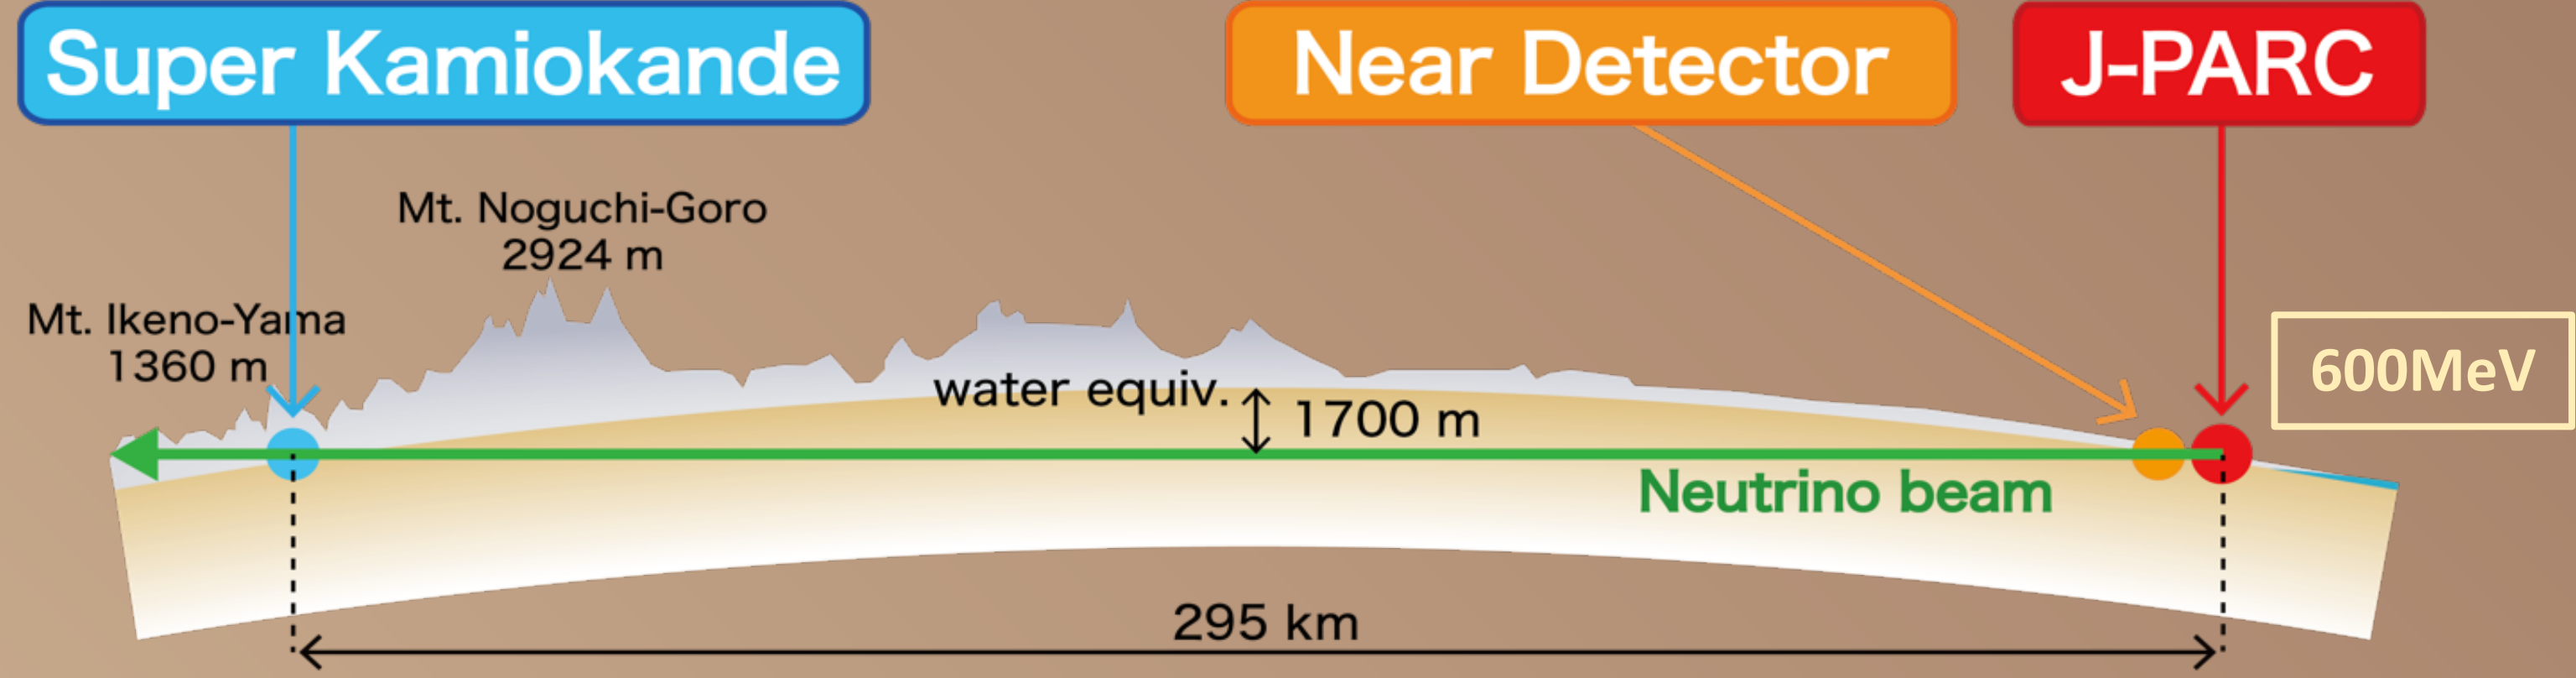 Super Kamiokande
Near Detector
J-PARC
Mt. Noguchi-Goro
2924 m
Mt. Ikeno-Yama
1360 m
600MeV
water equiv.
1700 m
Neutrino beam
295 km